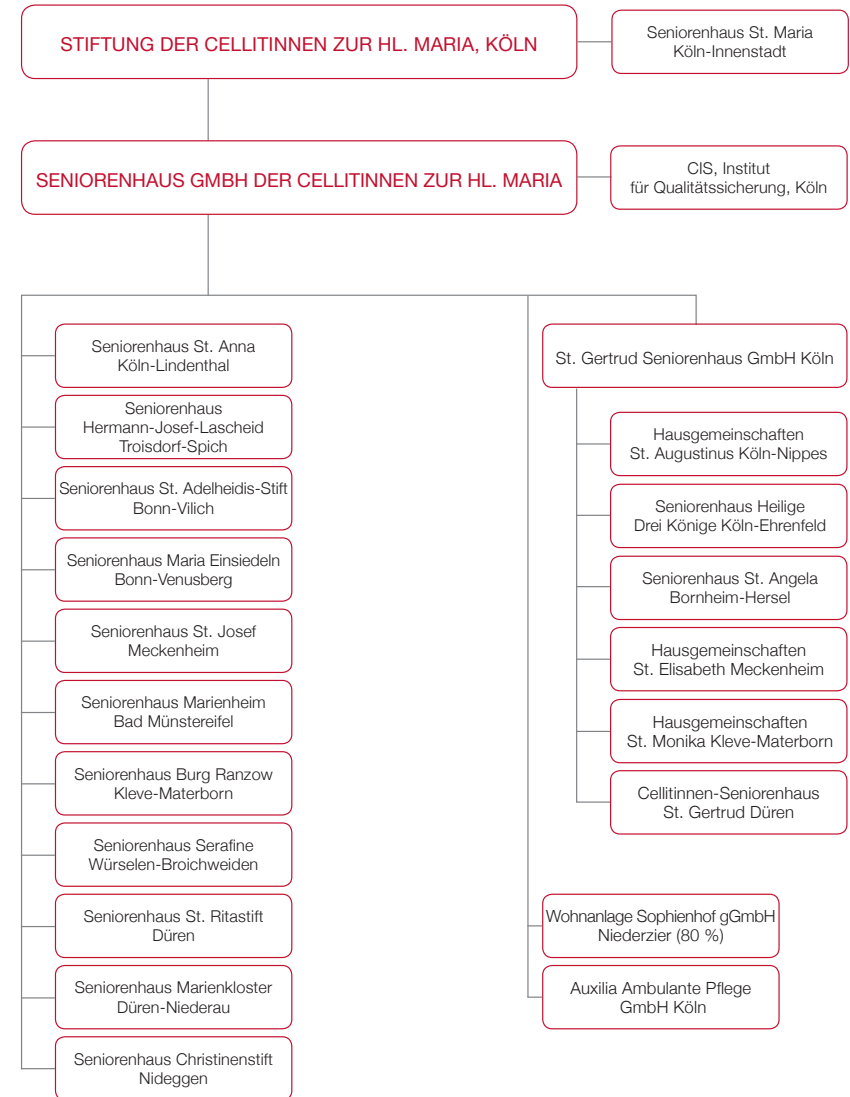 STIFTUNG DER CELLITINNEN ZUR HL. MARIA, KÖLN
Seniorenhaus St. Maria
Köln-Innenstadt
SENIORENHAUS GMBH DER CELLITINNEN ZUR HL. MARIA
CIS, Institut
für Qualitätssicherung, Köln
Seniorenhaus St. Anna
Köln-Lindenthal
Seniorenhaus
Hermann-Josef-Lascheid
Troisdorf-Spich
Seniorenhaus St. Adelheidis-Stift
Bonn-Vilich
Seniorenhaus Maria Einsiedeln
Bonn-Venusberg
Seniorenhaus St. Josef
Meckenheim
Seniorenhaus Marienheim
Bad Münstereifel
Seniorenhaus Burg Ranzow
Kleve-Materborn
Seniorenhaus Serafine
Würselen-Broichweiden
Seniorenhaus St. Ritastift
Düren
Seniorenhaus Marienkloster
Düren-Niederau
Seniorenhaus Christinenstift
Nideggen
St. Gertrud Seniorenhaus GmbH Köln
Hausgemeinschaften
St. Augustinus Köln-Nippes
Seniorenhaus Heilige
Drei Könige Köln-Ehrenfeld
Seniorenhaus St. Angela
Bornheim-Hersel
Hausgemeinschaften
St. Elisabeth Meckenheim
Hausgemeinschaften
St. Monika Kleve-Materborn
Cellitinnen-Seniorenhaus
St. Gertrud Düren
Wohnanlage Sophienhof gGmbH
Niederzier (80 %)
Auxilia Ambulante Pflege
GmbH Köln